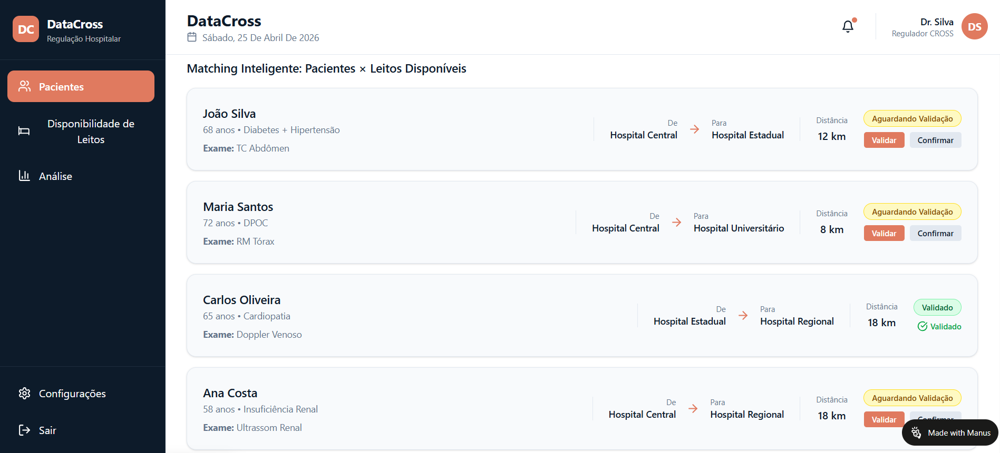 DC
DataCross
Regulação Hospitalar
Pacientes
Disponibilidade de
Leitos
Análise
Configurações
Sair
DataCross
Sábado, 25 De Abril De 2026
Dr. Silva
Regulador CROSS
DS
Matching Inteligente: Pacientes × Leitos Disponíveis
João Silva
68 anos • Diabetes + Hipertensão
Exame: TC Abdômen
De
Hospital Central
Para
Hospital Estadual
Distância
12 km
Aguardando Validação
Validar
Confirmar
Maria Santos
72 anos • DPOC
Exame: RM Tórax
De
Hospital Central
Para
Hospital Universitário
Distância
8 km
Aguardando Validação
Validar
Confirmar
Carlos Oliveira
65 anos • Cardiopatia
Exame: Doppler Venoso
De
Hospital Estadual
Para
Hospital Regional
Distância
18 km
Validado
Validado
Ana Costa
58 anos • Insuficiência Renal
Exame: Ultrassom Renal
De
Hospital Central
Para
Hospital Regional
Distância
18 km
Aguardando Validação
Validar
Confirmar
Made with Manus